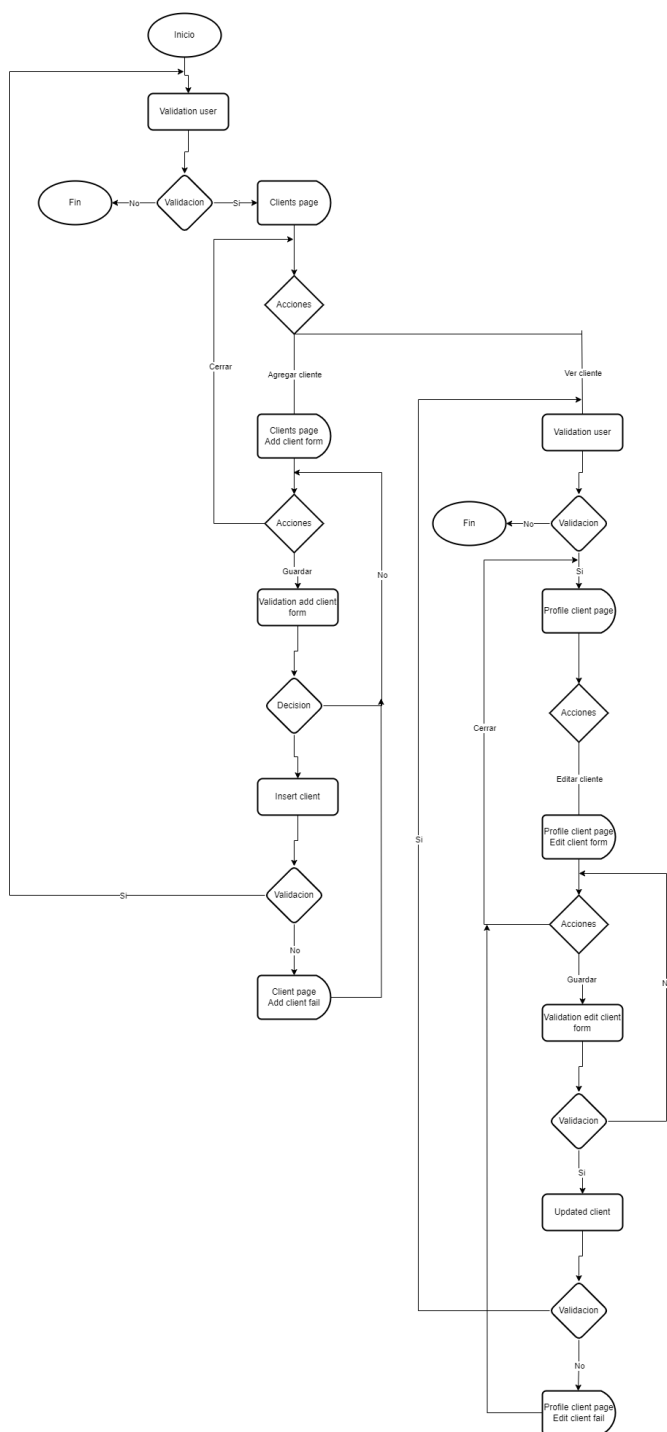 Inicio
Validation user
Fin
No
Validacion
Si
Clients page
Acciones
Cerrar
Agregar cliente
Ver cliente
Clients page
Add client form
Validation user
Acciones
Fin
No
Validacion
Guardar
No
Si
Validation add client
form
Profile client page
Decision
Acciones
Cerrar
Editar cliente
Insert client
Profile client page
Edit client form
Si
Si
Validacion
Acciones
No
Guardar
Client page
Add client fail
Validation edit client
form
Validacion
Si
Updated client
Validacion
No
Profile client page
Edit client fail